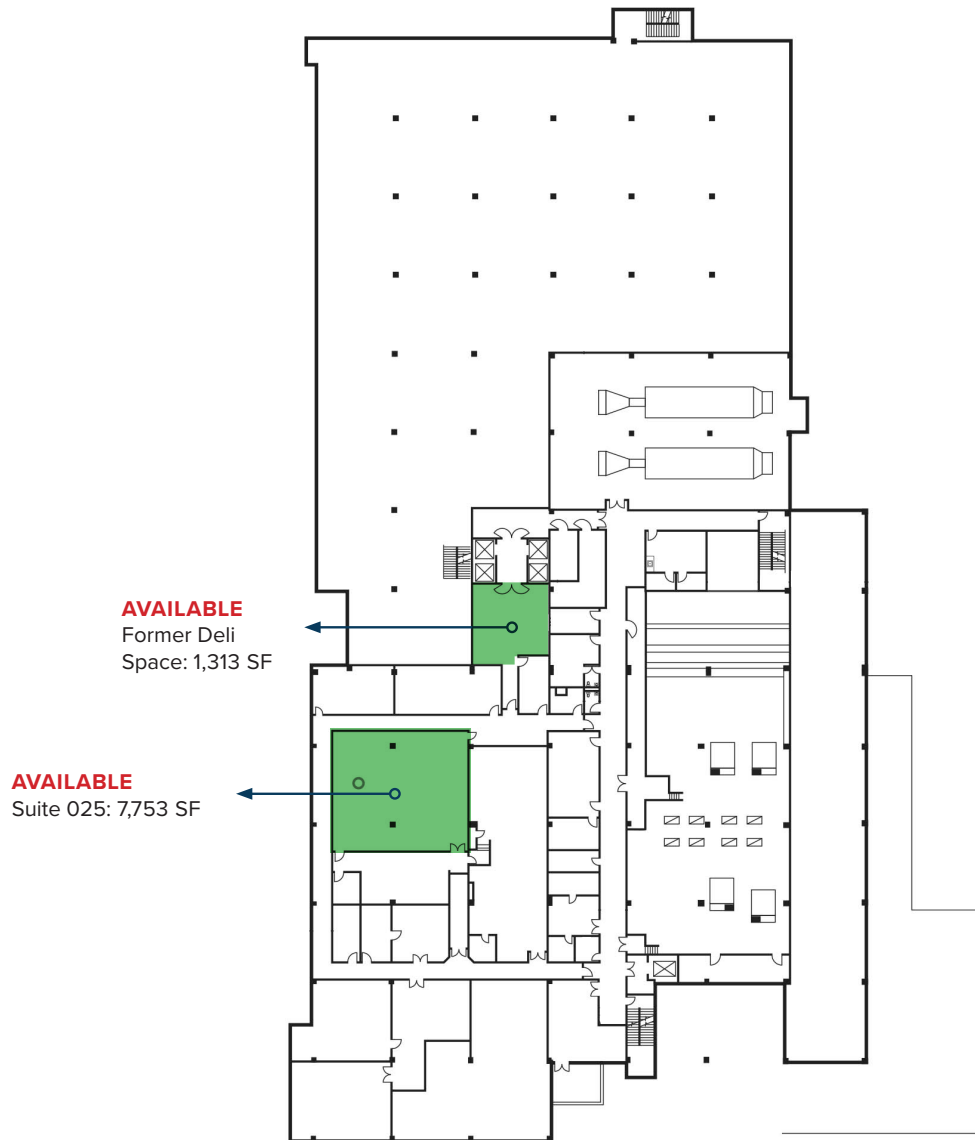 AVAILABLE
Former Deli
Space: 1,313 SF
AVAILABLE
Suite 025: 7,753 SF